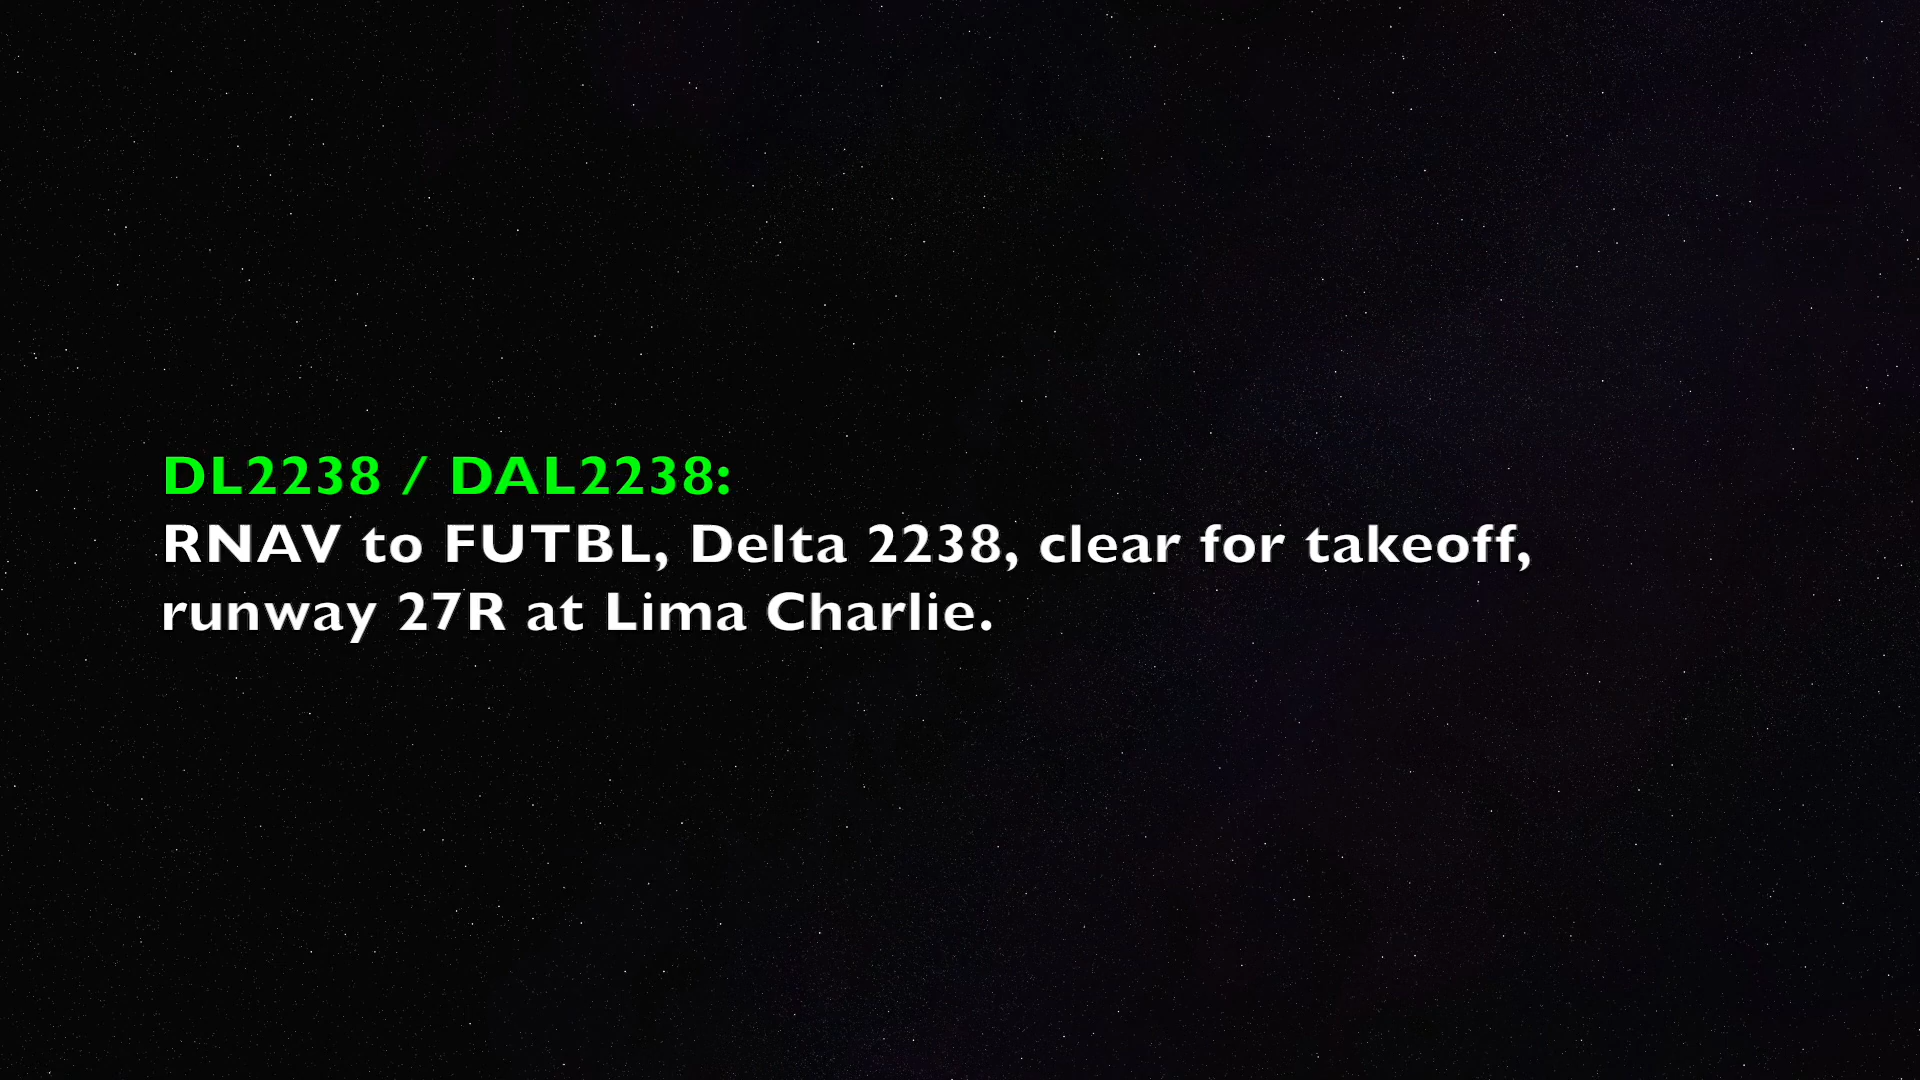 DL2238 / DAL2238:
RNAV to FUTBL, Delta 2238, clear for takeoff,
runway 27R at Lima Charlie.